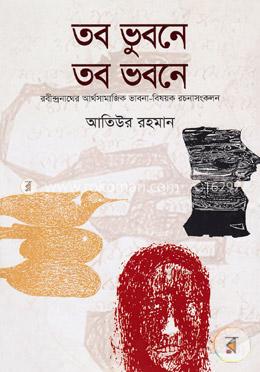 তব ভুবনে
তব ভবনে
রবীন্দ্রনাথের আর্থসামাজিক ভাবনা-বিষয়ক রচনাসংকলন
আতিউর রহমান
র